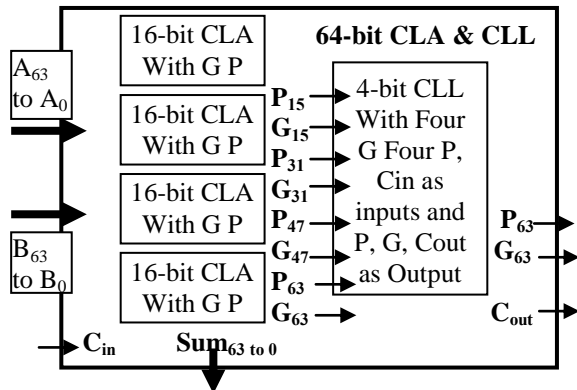 64-bit CLA & CLL
A63
to A0
B63
to B0
Cin
16-bit CLA
With G P
16-bit CLA
With G P
16-bit CLA
With G P
16-bit CLA
With G P
P15
G15
P31
G31
P47
G47
P63
G63
4-bit CLL
With Four
G Four P,
Cin as
inputs and
P, G, Cout
as Output
P63
G63
Cout
Sum63 to 0